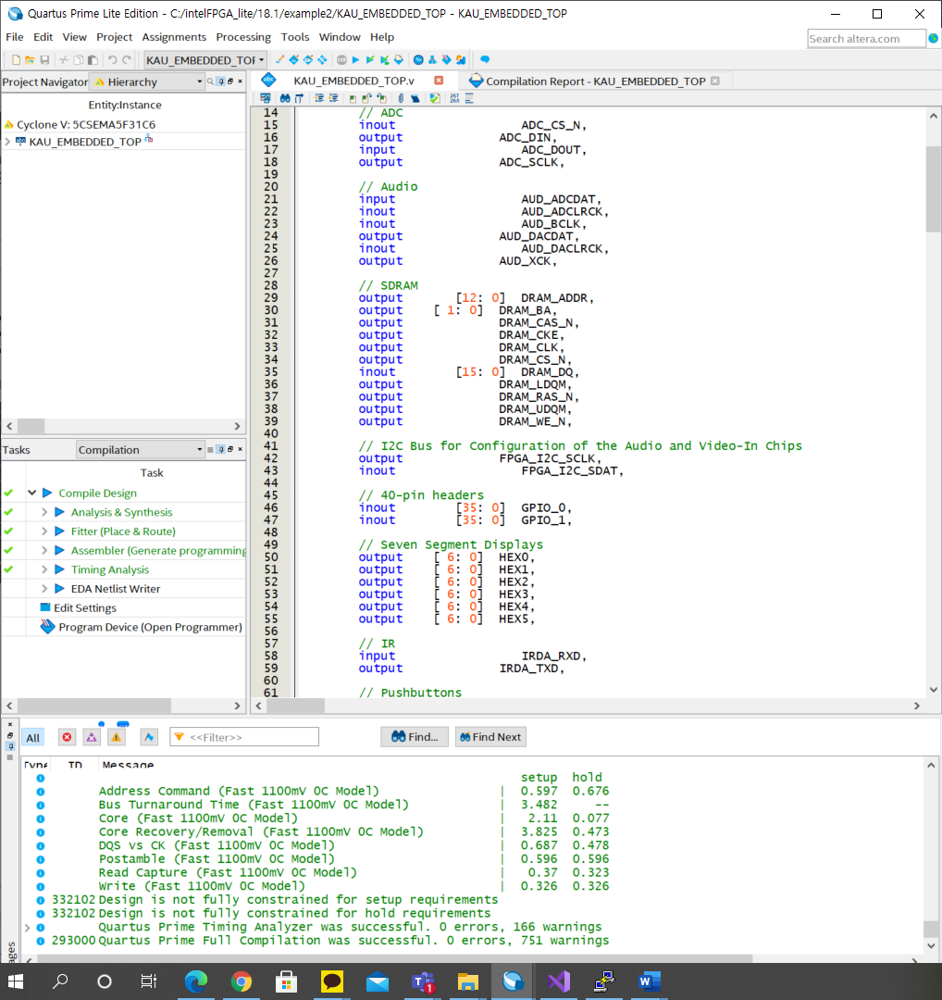 Quartus Prime Lite Edition - C:/intelFPGA_lite/18.1/example2/KAU_EMBEDDED_TOP - KAU_EMBEDDED_TOP
File Edit View Project Assignments Processing Tools Window Help
Search altera.com
KAU_EMBEDDED_TOP
Project Navigator Hierarchy
KAU_EMBEDDED_TOP.v
Compilation Report - KAU_EMBEDDED_TOP
Entity:Instance
Cyclone V: 5CSEMA5F31C6
KAU_EMBEDDED_TOP
267
268
14 // ADC
15 inout ADC_CS_N,
16 output ADC_DIN,
17 input ADC_DOUT,
18 output ADC_SCLK,
19
20 // Audio
21 input AUD_ADCDAT,
22 inout AUD_ADCLRCK,
23 inout AUD_BCLK,
24 output AUD_DACDAT,
25 inout AUD_DACLRCK,
26 output AUD_XCK,
27
28 // SDRAM
29 output [12: 0] DRAM_ADDR,
30 output [ 1: 0] DRAM_BA,
31 output DRAM_CAS_N,
32 output DRAM_CKE,
33 output DRAM_CLK,
34 output DRAM_CS_N,
35 inout [15: 0] DRAM_DQ,
36 output DRAM_LDQM,
37 output DRAM_RAS_N,
38 output DRAM_UDQM,
39 output DRAM_WE_N,
40
41 // I2C Bus for Configuration of the Audio and Video-In Chips
42 output FPGA_I2C_SCLK,
43 inout FPGA_I2C_SDAT,
44
45 // 40-pin headers
46 inout [35: 0] GPIO_0,
47 inout [35: 0] GPIO_1,
48
49 // Seven Segment Displays
50 output [ 6: 0] HEX0,
51 output [ 6: 0] HEX1,
52 output [ 6: 0] HEX2,
53 output [ 6: 0] HEX3,
54 output [ 6: 0] HEX4,
55 output [ 6: 0] HEX5,
56
57 // IR
58 input IRDA_RXD,
59 output IRDA_TXD,
60
61 // Pushbuttons
Tasks Compilation
Task
Compile Design
Analysis & Synthesis
Fitter (Place & Route)
Assembler (Generate programming
Timing Analysis
EDA Netlist Writer
Edit Settings
Program Device (Open Programmer)
All
<<Filter>>
Find...
Find Next
Type ID Message
setup hold
Address Command (Fast 1100mV 0C Model) | 0.597 0.676
Bus Turnaround Time (Fast 1100mV 0C Model) | 3.482 --
Core (Fast 1100mV 0C Model) | 2.11 0.077
Core Recovery/Removal (Fast 1100mV 0C Model) | 3.825 0.473
DQS vs CK (Fast 1100mV 0C Model) | 0.687 0.478
Postamble (Fast 1100mV 0C Model) | 0.596 0.596
Read Capture (Fast 1100mV 0C Model) | 0.37 0.323
Write (Fast 1100mV 0C Model) | 0.326 0.326
332102 Design is not fully constrained for setup requirements
332102 Design is not fully constrained for hold requirements
Quartus Prime Timing Analyzer was successful. 0 errors, 166 warnings
293000 Quartus Prime Full Compilation was successful. 0 errors, 751 warnings
ages